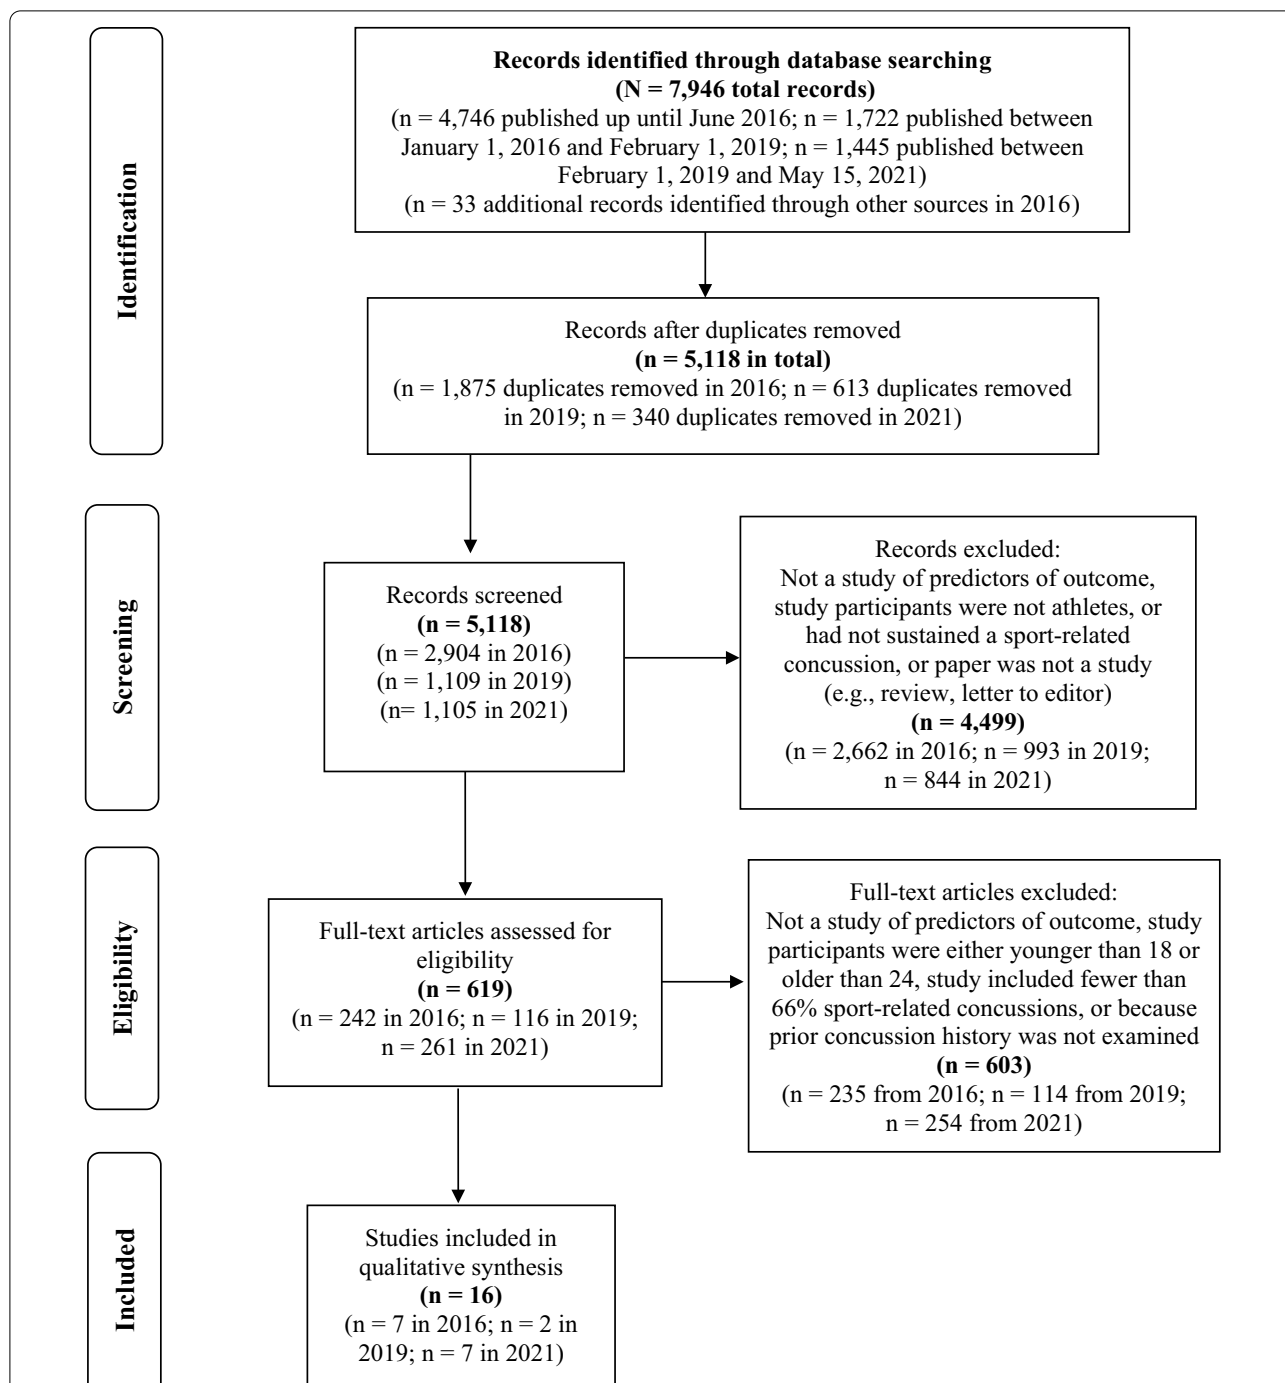 Identification
Records identified through database searching
(N = 7,946 total records)
(n = 4,746 published up until June 2016; n = 1,722 published between
January 1, 2016 and February 1, 2019; n = 1,445 published between
February 1, 2019 and May 15, 2021)
(n = 33 additional records identified through other sources in 2016)
Records after duplicates removed
(n = 5,118 in total)
(n = 1,875 duplicates removed in 2016; n = 613 duplicates removed
in 2019; n = 340 duplicates removed in 2021)
Screening
Records screened
(n = 5,118)
(n = 2,904 in 2016)
(n = 1,109 in 2019)
(n= 1,105 in 2021)
Records excluded:
Not a study of predictors of outcome,
study participants were not athletes, or
had not sustained a sport-related
concussion, or paper was not a study
(e.g., review, letter to editor)
(n = 4,499)
(n = 2,662 in 2016; n = 993 in 2019;
n = 844 in 2021)
Eligibility
Full-text articles assessed for
eligibility
(n = 619)
(n = 242 in 2016; n = 116 in 2019;
n = 261 in 2021)
Full-text articles excluded:
Not a study of predictors of outcome, study
participants were either younger than 18 or
older than 24, study included fewer than
66% sport-related concussions, or because
prior concussion history was not examined
(n = 603)
(n = 235 from 2016; n = 114 from 2019;
n = 254 from 2021)
Included
Studies included in
qualitative synthesis
(n = 16)
(n = 7 in 2016; n = 2 in
2019; n = 7 in 2021)